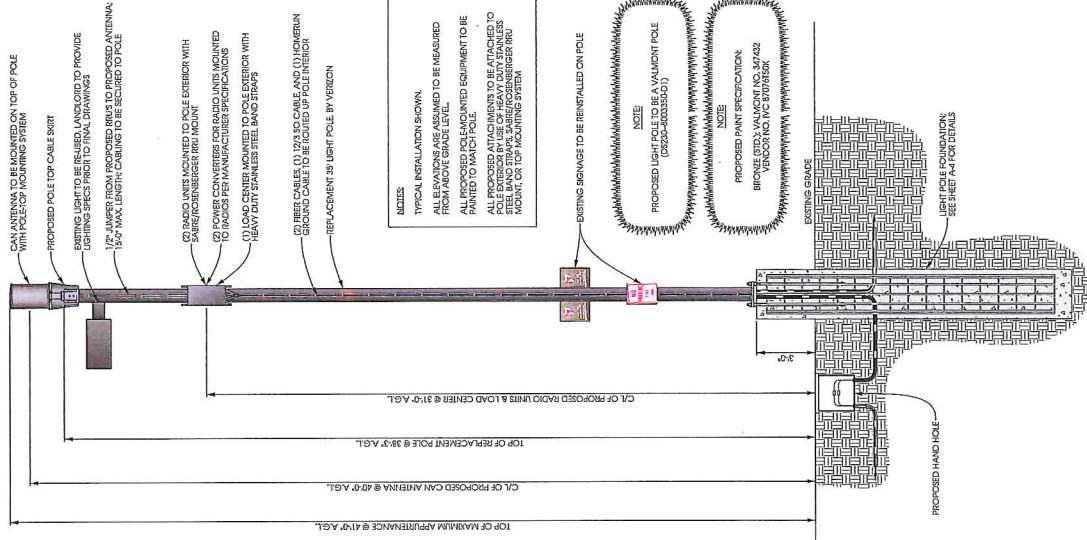 CAN ANTENNA TO BE MOUNTED ON TOP OF POLE
WITH POLE-TOP MOUNTING SYSTEM
PROPOSED POLE TOP CABLE SKIRT
EXISTING LIGHT TO BE RE-USED. LANDLORD TO PROVIDE
LIGHTING SPECS PRIOR TO FINAL DRAWINGS
1/2" JUMPER FROM PROPOSED RRU'S TO PROPOSED ANTENNA;
15'-0" MAX. LENGTH; CABLING TO BE SECURED TO POLE
(2) RADIO UNITS MOUNTED TO POLE EXTERIOR WITH
SABRE/ROSENBERGER RRU MOUNT
(2) POWER CONVERTERS FOR RADIO UNITS MOUNTED
TO RADIOS PER MANUFACTURER SPECIFICATIONS
(1) LOAD CENTER MOUNTED TO POLE EXTERIOR WITH
HEAVY DUTY STAINLESS STEEL BAND STRAPS
(2) FIBER CABLES, (1) 12/3 SO CABLE, AND (1) HOMERUN
GROUND CABLE TO BE ROUTED UP POLE INTERIOR
REPLACEMENT 35' LIGHT POLE, BY VERIZON
NOTES:
TYPICAL INSTALLATION SHOWN.
ALL ELEVATIONS ARE ASSUMED TO BE MEASURED
FROM ABOVE GRADE LEVEL.
ALL PROPOSED POLE-MOUNTED EQUIPMENT TO BE
PAINTED TO MATCH POLE.
ALL PROPOSED ATTACHMENTS TO BE ATTACHED TO
POLE EXTERIOR BY USE OF HEAVY DUTY STAINLESS
STEEL BAND STRAPS, SABRE/ROSENBERGER RRU
MOUNT, OR TOP MOUNTING SYSTEM
EXISTING SIGNAGE TO BE REINSTALLED ON POLE
NOTE:
PROPOSED LIGHT POLE TO BE A VALMONT POLE
(DS230-800335G-D1)
NOTE:
PROPOSED PAINT SPECIFICATION:
BRONZE (STD.); VALMONT NO. 347432
VENDOR NO. IV B707615DX
EXISTING GRADE
LIGHT POLE FOUNDATION;
SEE SHEET A-4 FOR DETAILS
3'-0"
PROPOSED HAND HOLE
C/L OF PROPOSED RADIO UNITS & LOAD CENTER @ 31'-0" A.G.L.
TOP OF REPLACEMENT POLE @ 38'-3" A.G.L.
C/L OF PROPOSED CAN ANTENNA @ 40'-0" A.G.L.
TOP OF MAXIMUM APPURTENANCE @ 41'-0" A.G.L.